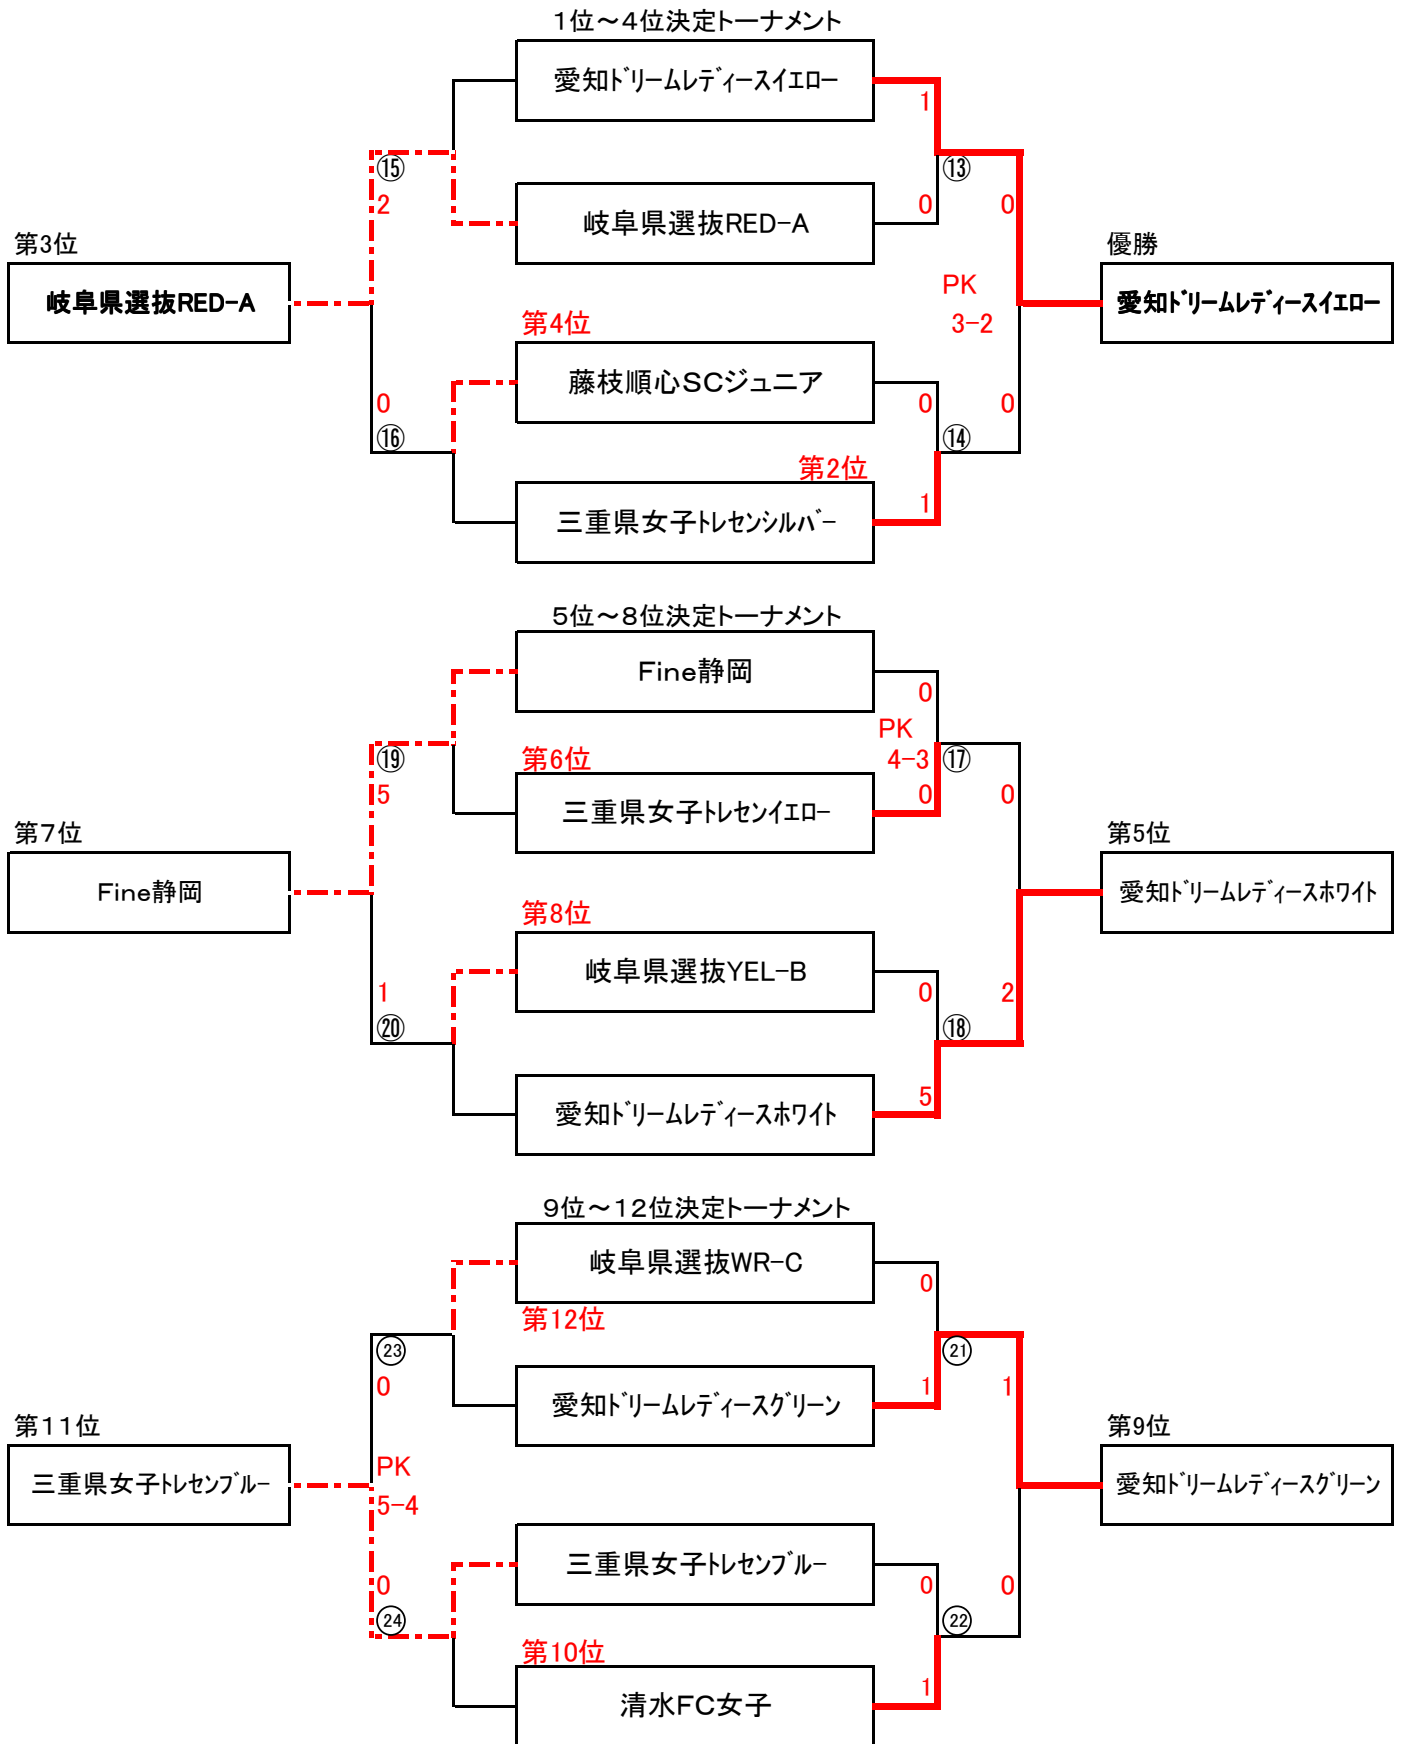 1位～4位決定トーナメント
愛知ﾄﾞﾘｰﾑﾚﾃﾞｨｰｽｲｴﾛｰ
1
⑮
⑬
2
岐阜県選抜RED-A
0
0
第3位
優勝
岐阜県選抜RED-A
PK
愛知ﾄﾞﾘｰﾑﾚﾃﾞｨｰｽｲｴﾛｰ
第4位
3-2
藤枝順心SCジュニア
0
0
0
⑯
⑭
第2位
三重県女子ﾄﾚｾﾝｼﾙﾊﾞｰ
1
5位～8位決定トーナメント
Fine静岡
0
PK
⑲
第6位
4-3
⑰
5
三重県女子ﾄﾚｾﾝｲｴﾛｰ
0
0
第7位
第5位
Fine静岡
愛知ﾄﾞﾘｰﾑﾚﾃﾞｨｰｽﾎﾜｲﾄ
第8位
岐阜県選抜YEL-B
1
0
2
⑳
⑱
愛知ﾄﾞﾘｰﾑﾚﾃﾞｨｰｽﾎﾜｲﾄ
5
9位～12位決定トーナメント
岐阜県選抜WR-C
0
第12位
㉓
㉑
0
愛知ﾄﾞﾘｰﾑﾚﾃﾞｨｰｽｸﾞﾘｰﾝ
1
1
第11位
第9位
三重県女子ﾄﾚｾﾝﾌﾞﾙｰ
PK
愛知ﾄﾞﾘｰﾑﾚﾃﾞｨｰｽｸﾞﾘｰﾝ
5-4
三重県女子ﾄﾚｾﾝﾌﾞﾙｰ
0
0
0
㉔
㉒
第10位
清水FC女子
1